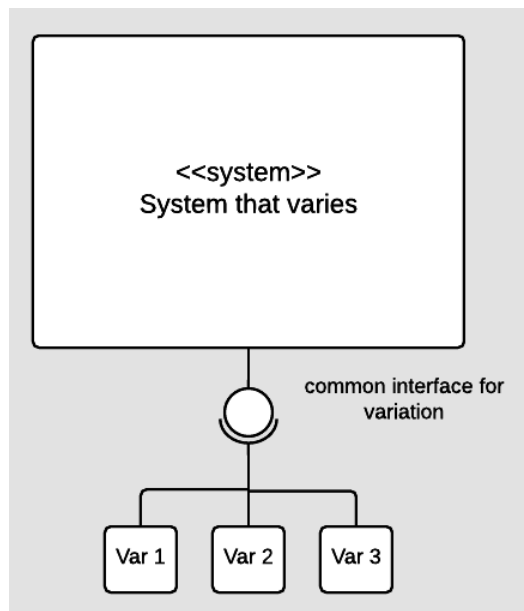 <<system>>
System that varies
common interface for
variation
Var 1
Var 2
Var 3